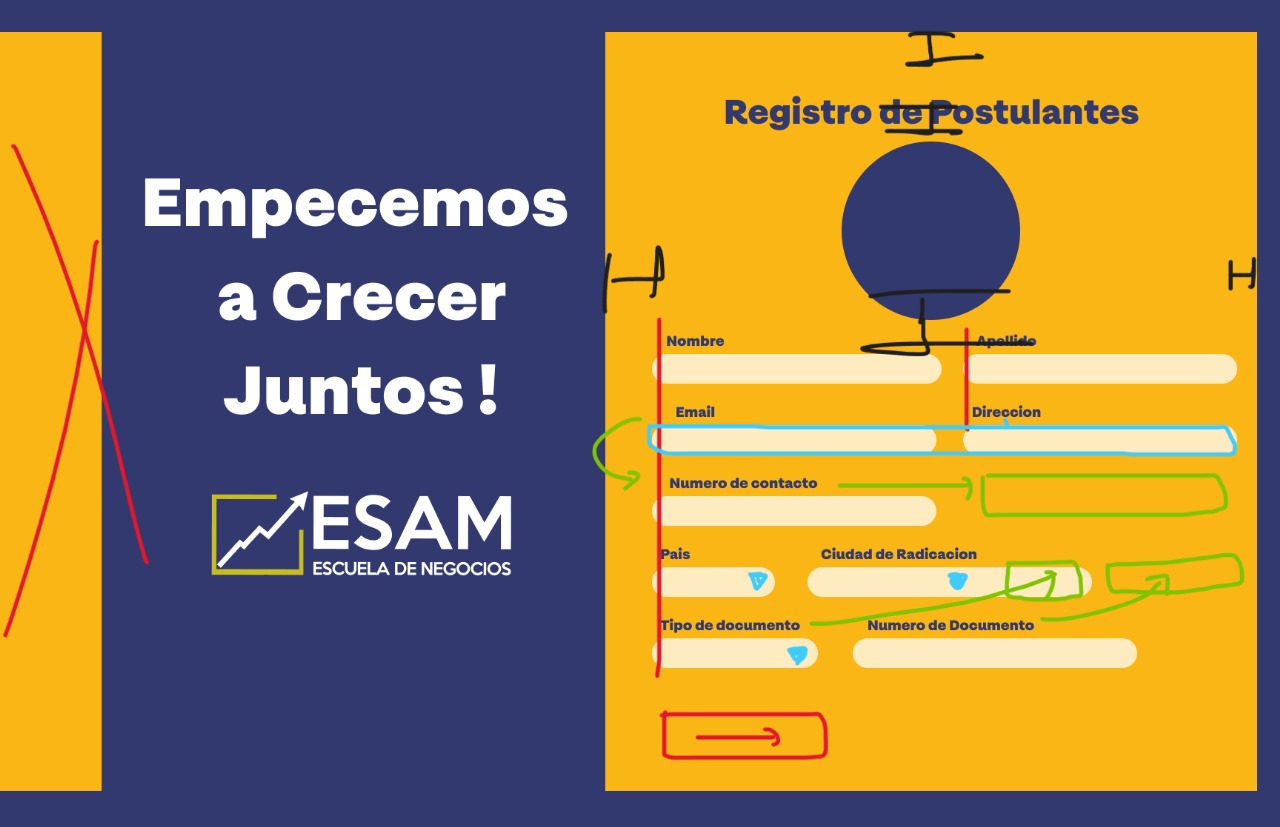 Empecemos
a Crecer
Juntos !
ESAM
ESCUELA DE NEGOCIOS
Registro de Postulantes
Nombre Apellido
Email Direccion
Numero de contacto
Pais Ciudad de Radicacion
Tipo de documento Numero de Documento